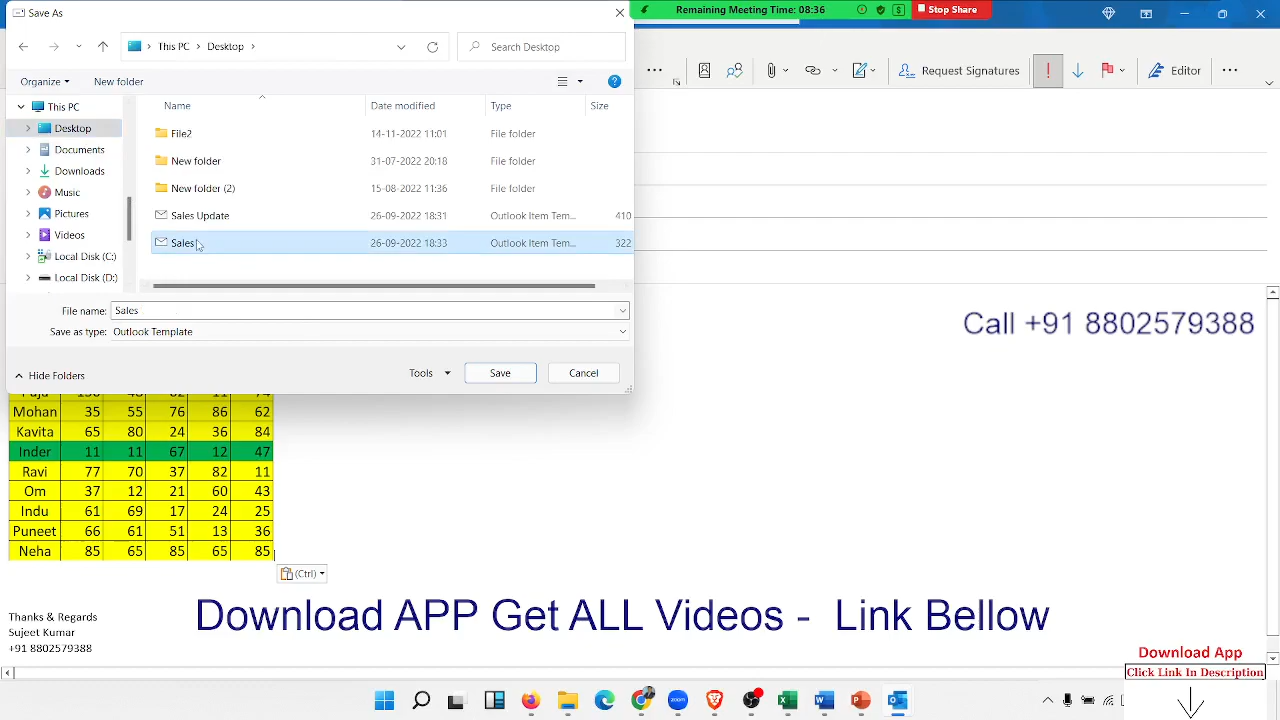 Save As
Remaining Meeting Time: 08:36
Stop Share
This PC > Desktop >
Search Desktop
Organize
New folder
Request Signatures
Editor
Name
Date modified
Type
Size
This PC
Desktop
Documents
Downloads
Music
Pictures
Videos
Local Disk (C:)
Local Disk (D:)
File2 14-11-2022 11:01 File folder
New folder 31-07-2022 20:18 File folder
New folder (2) 15-08-2022 11:36 File folder
Sales Update 26-09-2022 18:31 Outlook Item Tem... 410
Sales 26-09-2022 18:33 Outlook Item Tem... 322
File name: Sales
Save as type: Outlook Template
Hide Folders
Tools
Save
Cancel
Call +91 8802579388
Mohan 35 55 76 86 62
Kavita 65 80 24 36 84
Inder 11 11 67 12 47
Ravi 77 70 37 82 11
Om 37 12 21 60 43
Indu 61 69 17 24 25
Puneet 66 61 51 13 36
Neha 85 65 85 65 85
(Ctrl)
Thanks & Regards
Sujeet Kumar
+91 8802579388
Download APP Get ALL Videos - Link Bellow
Download App
Click Link In Description
zoom